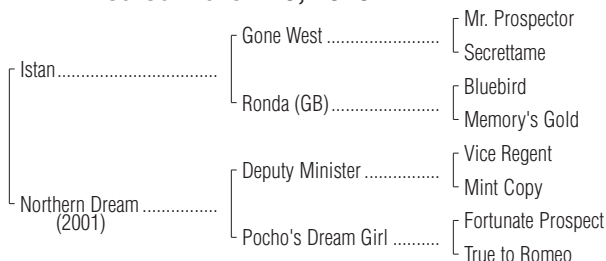 Istan
Gone West
Mr. Prospector
Secrettame
Ronda (GB)
Bluebird
Memory's Gold
Northern Dream
(2001)
Deputy Minister
Vice Regent
Mint Copy
Pocho's Dream Girl
Fortunate Prospect
True to Romeo